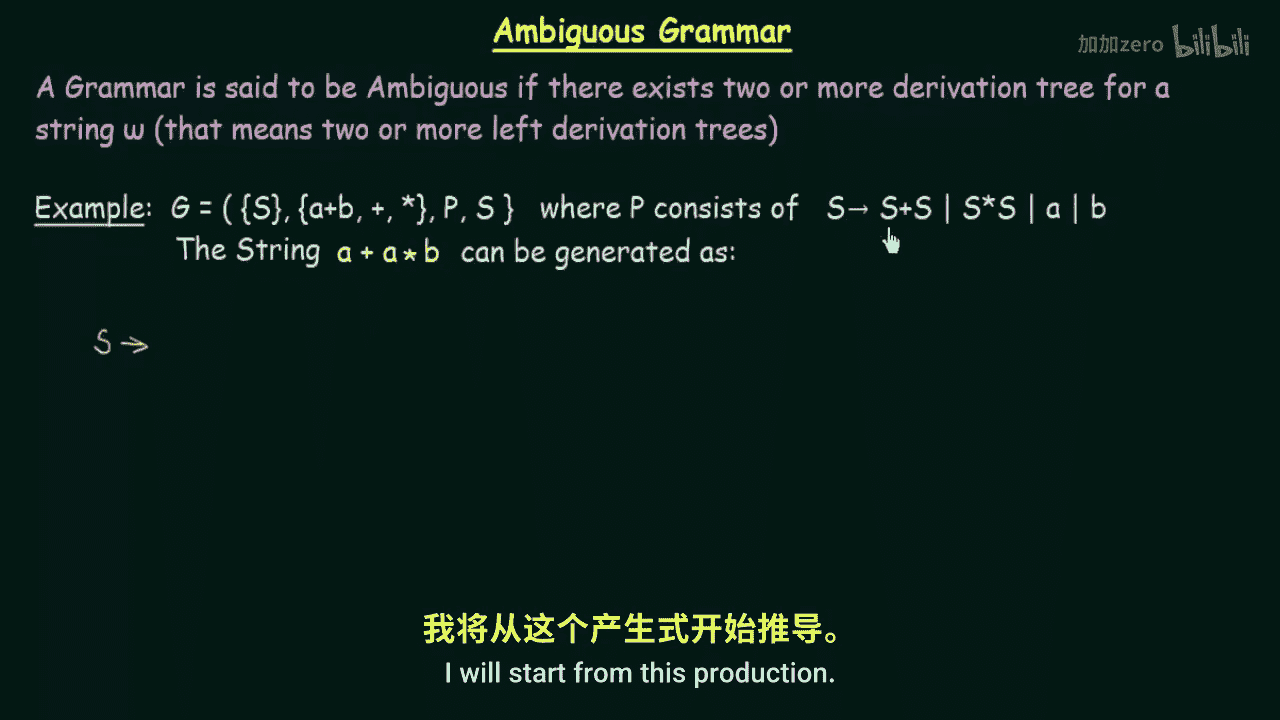 Ambiguous Grammar
加加zero bilibili
A Grammar is said to be Ambiguous if there exists two or more derivation tree for a
string w (that means two or more left derivation trees)
Example: G = ( {S}, {a+b, +, *}, P, S } where P consists of S→ S+S | S*S | a | b
The String a + a * b can be generated as:
S →
我将从这个产生式开始推导。
I will start from this production.